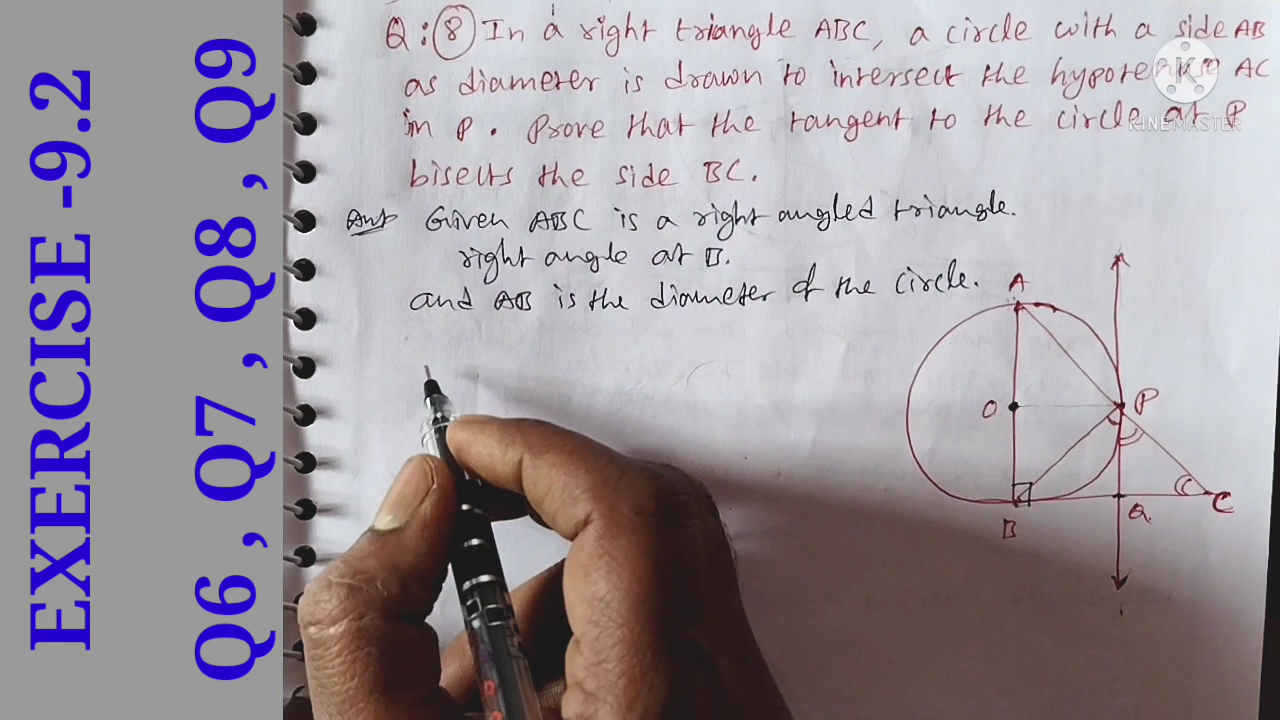 EXERCISE -9.2
Q6 , Q7 , Q8 , Q9
Q:8 In a right triangle ABC, a circle with a side AB
as diameter is drawn to intersect the hypotenuse AC
in P. Prove that the tangent to the circle at P
bisects the side BC.
KINEMASTER
Ans Given ABC is a right angled triangle.
right angle at B.
and AB is the diameter of the circle.
A
O
P
B
Q
C